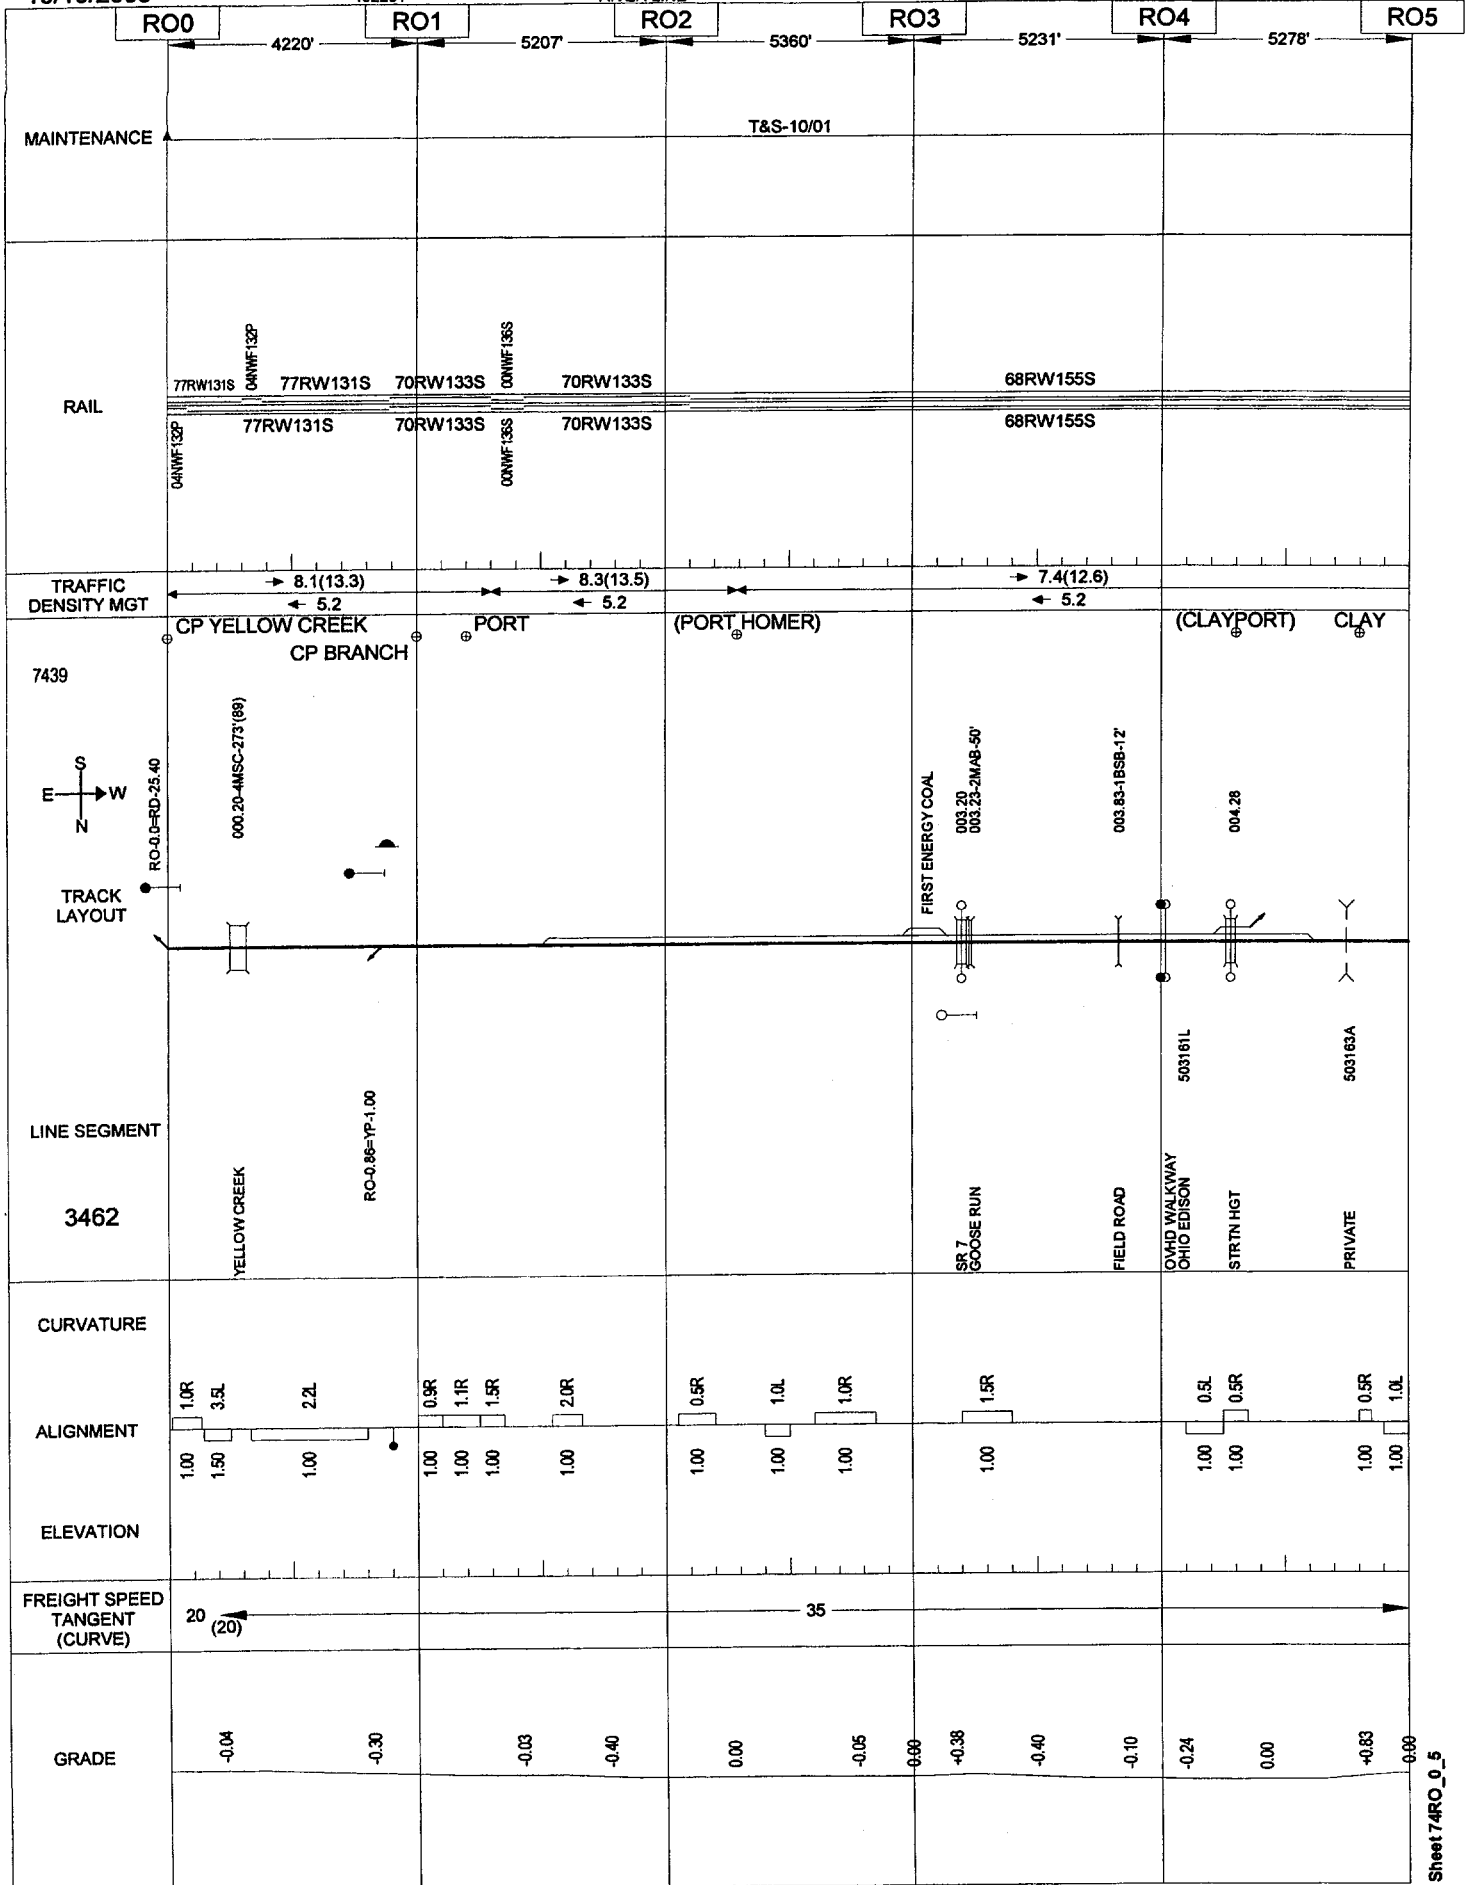 RO0 RO1 RO2 RO3 RO4 RO5
4220' 5207' 5360' 5231' 5278'
MAINTENANCE T&S-10/01
RAIL
77RW131S 04NWF132P 77RW131S 70RW133S 00NWF136S 70RW133S 68RW155S
04NWF132P 77RW131S 70RW133S 00NWF136S 70RW133S 68RW155S
TRAFFIC
DENSITY MGT
8.1(13.3) 8.3(13.5) 7.4(12.6)
5.2 5.2 5.2
CP YELLOW CREEK PORT (PORT HOMER) (CLAYPORT) CLAY
CP BRANCH
7439
S
E W
N
RO-0.0=RD-25.40
000.20-4MSC-273'(89)
FIRST ENERGY COAL
003.20
003.23-2MAB-50'
003.83-1BSB-12'
004.28
TRACK
LAYOUT
503161L
503163A
LINE SEGMENT
3462
YELLOW CREEK
RO-0.86=YP-1.00
SR 7
GOOSE RUN
FIELD ROAD
OVHD WALKWAY
OHIO EDISON
STRTN HGT
PRIVATE
CURVATURE
1.0R 3.5L 2.2L 0.9R 1.1R 1.5R 2.0R 0.5R 1.0L 1.0R 1.5R 0.5L 0.5R 0.5R 1.0L
ALIGNMENT
1.00 1.50 1.00 1.00 1.00 1.00 1.00 1.00 1.00 1.00 1.00 1.00 1.00 1.00 1.00
ELEVATION
FREIGHT SPEED
TANGENT
(CURVE)
20 (20) 35
GRADE
-0.04 -0.30 -0.03 -0.40 0.00 -0.05 0.00 +0.38 -0.40 -0.10 -0.24 0.00 +0.83 0.00
Sheet 74RO_0_5